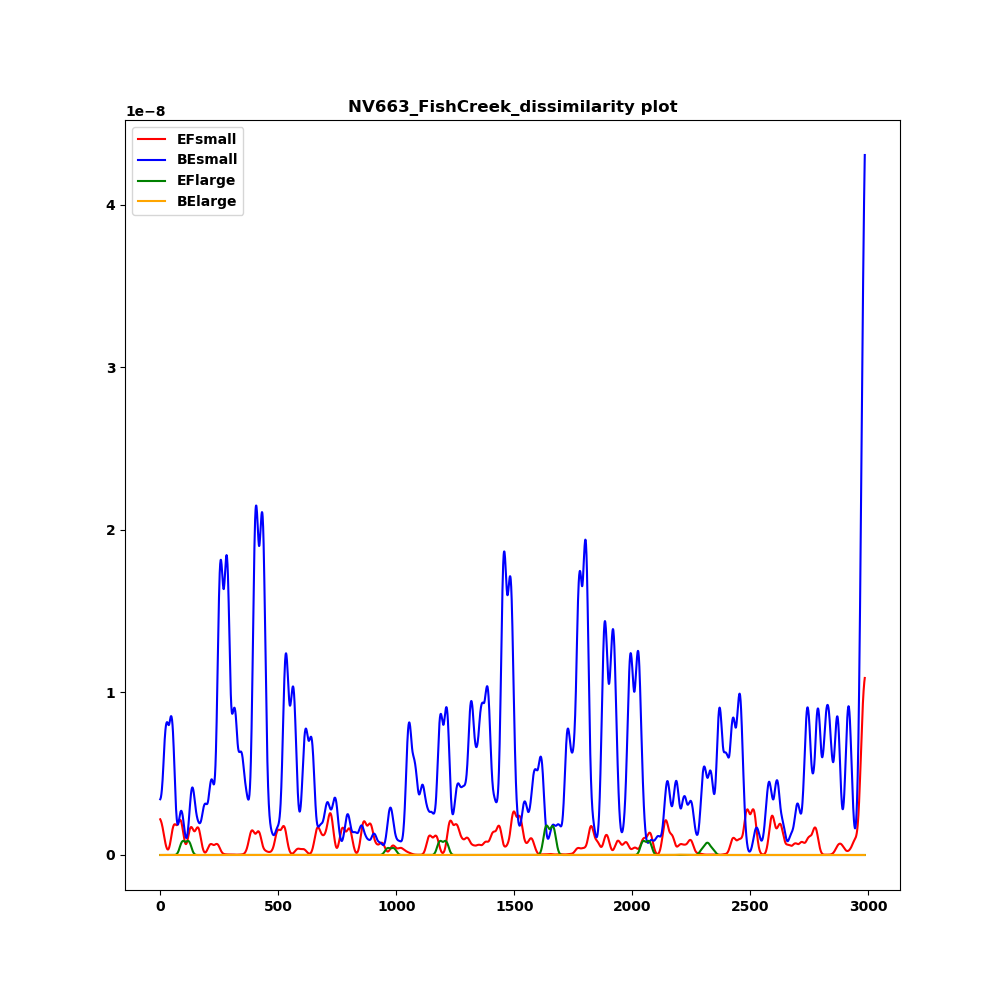 NV663_FishCreek_dissimilarity plot
1e−8
EFsmall
BEsmall
EFlarge
BElarge
4
3
2
1
0
0 500 1000 1500 2000 2500 3000